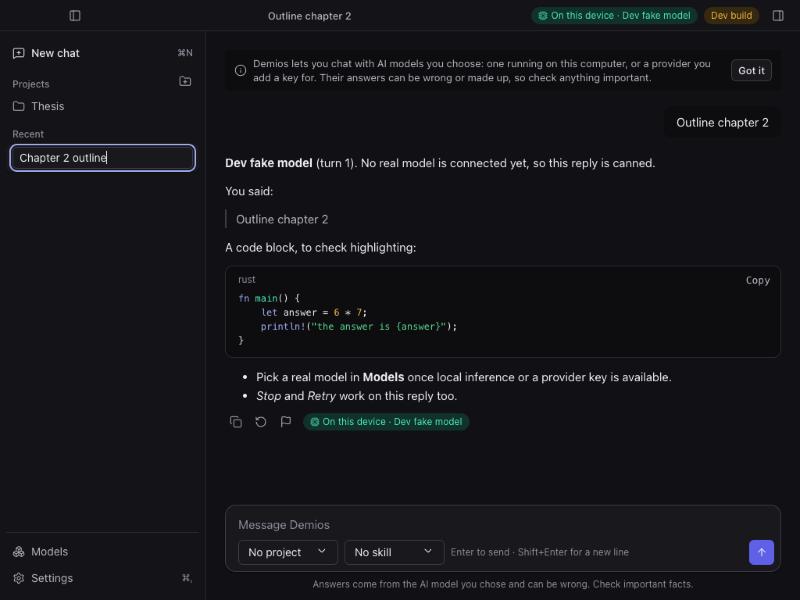 Outline chapter 2
On this device · Dev fake model
Dev build
New chat
⌘N
Projects
Thesis
Recent
Chapter 2 outline
Demios lets you chat with AI models you choose: one running on this computer, or a provider you
add a key for. Their answers can be wrong or made up, so check anything important.
Got it
Outline chapter 2
Dev fake model (turn 1). No real model is connected yet, so this reply is canned.
You said:
Outline chapter 2
A code block, to check highlighting:
rust
Copy
fn main() {
    let answer = 6 * 7;
    println!("the answer is {answer}");
}
• Pick a real model in Models once local inference or a provider key is available.
• Stop and Retry work on this reply too.
On this device · Dev fake model
Message Demios
No project
No skill
Enter to send · Shift+Enter for a new line
Answers come from the AI model you chose and can be wrong. Check important facts.
Models
Settings
⌘,